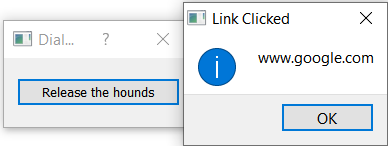 Dial...
?
Release the hounds
Link Clicked
www.google.com
OK